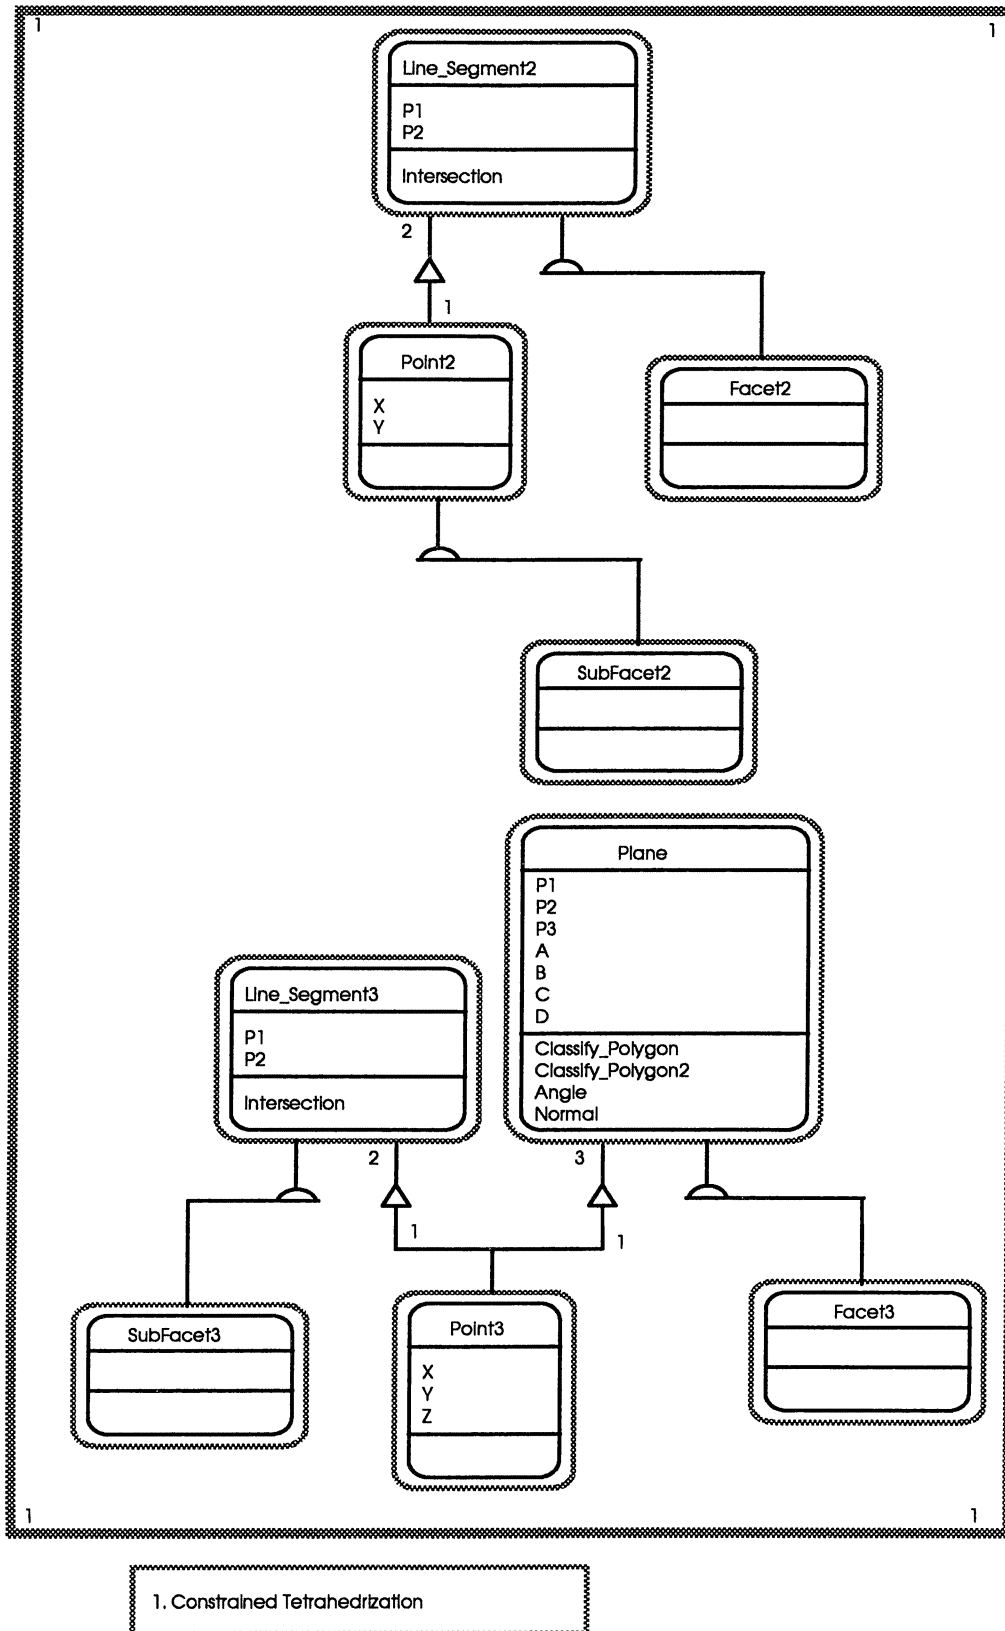 1
1
Line_Segment2
P1
P2
Intersection
2
1
Point2
X
Y
Facet2
SubFacet2
Plane
P1
P2
P3
A
B
C
D
Classify_Polygon
Classify_Polygon2
Angle
Normal
Line_Segment3
P1
P2
Intersection
2
3
1
1
SubFacet3
Point3
X
Y
Z
Facet3
1
1
1. Constrained Tetrahedrization